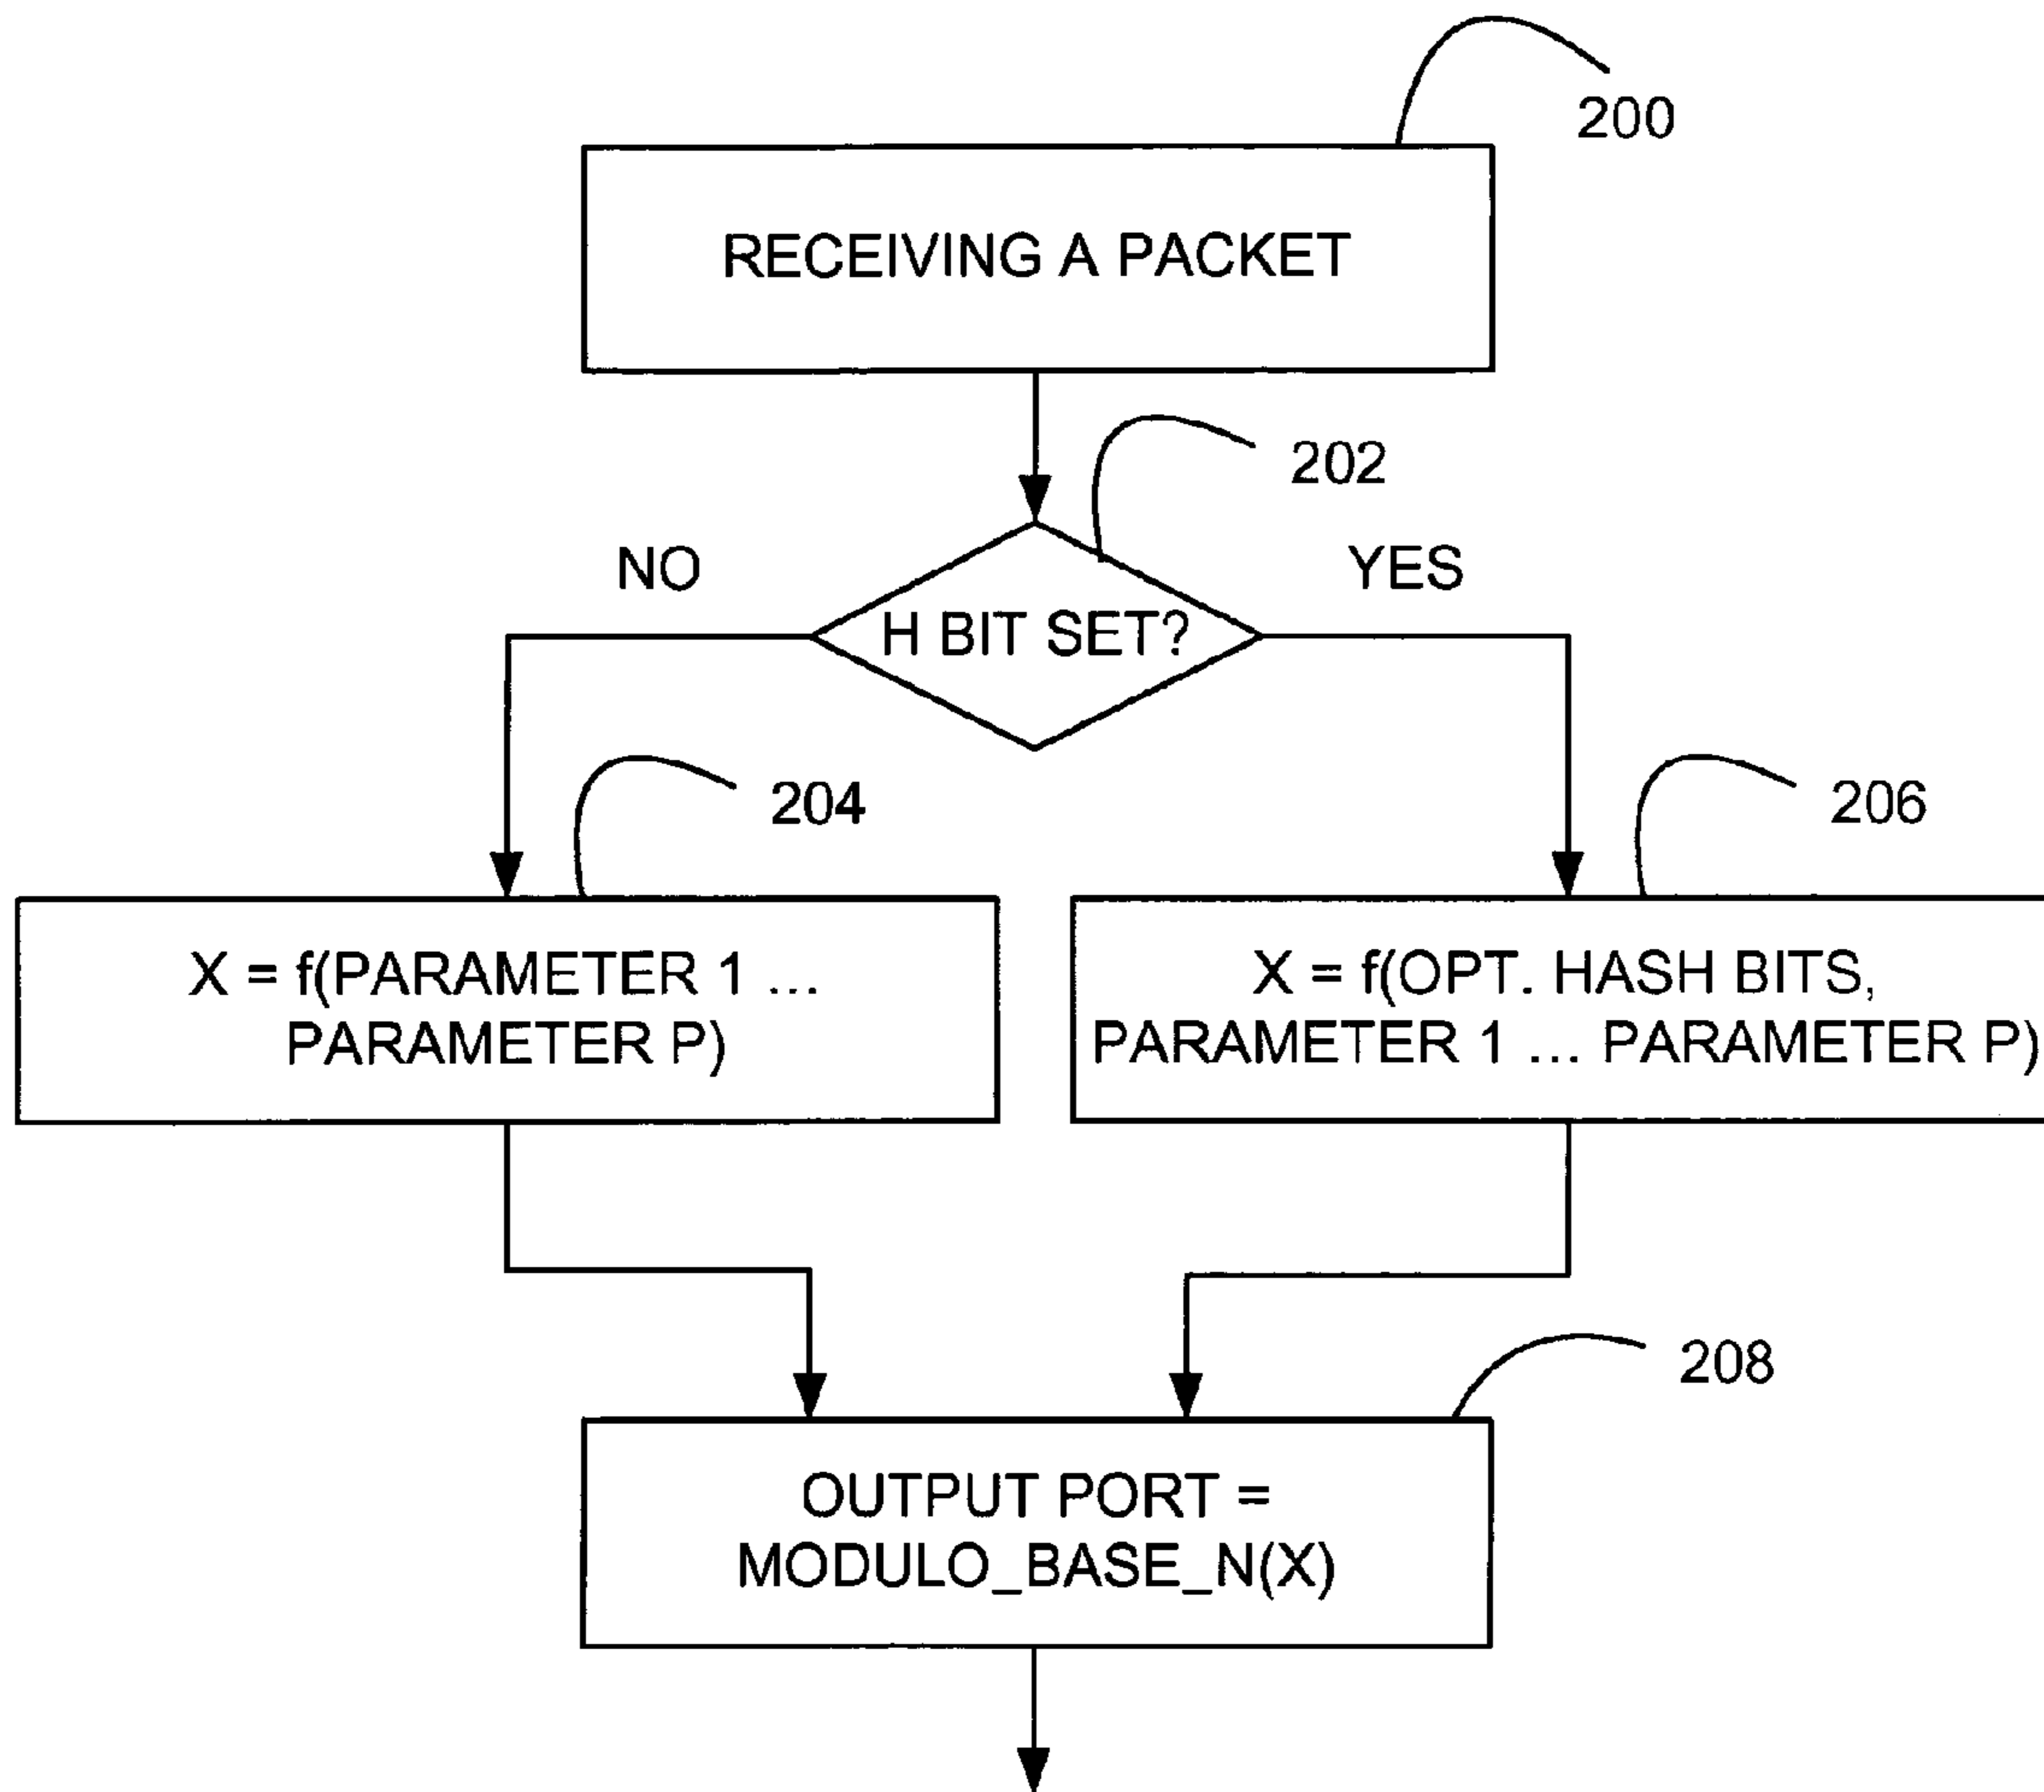 200
RECEIVING A PACKET
202
NO
YES
H BIT SET?
204
206
X = f(PARAMETER 1 ...
PARAMETER P)
X = f(OPT. HASH BITS,
PARAMETER 1 ... PARAMETER P)
208
OUTPUT PORT =
MODULO_BASE_N(X)